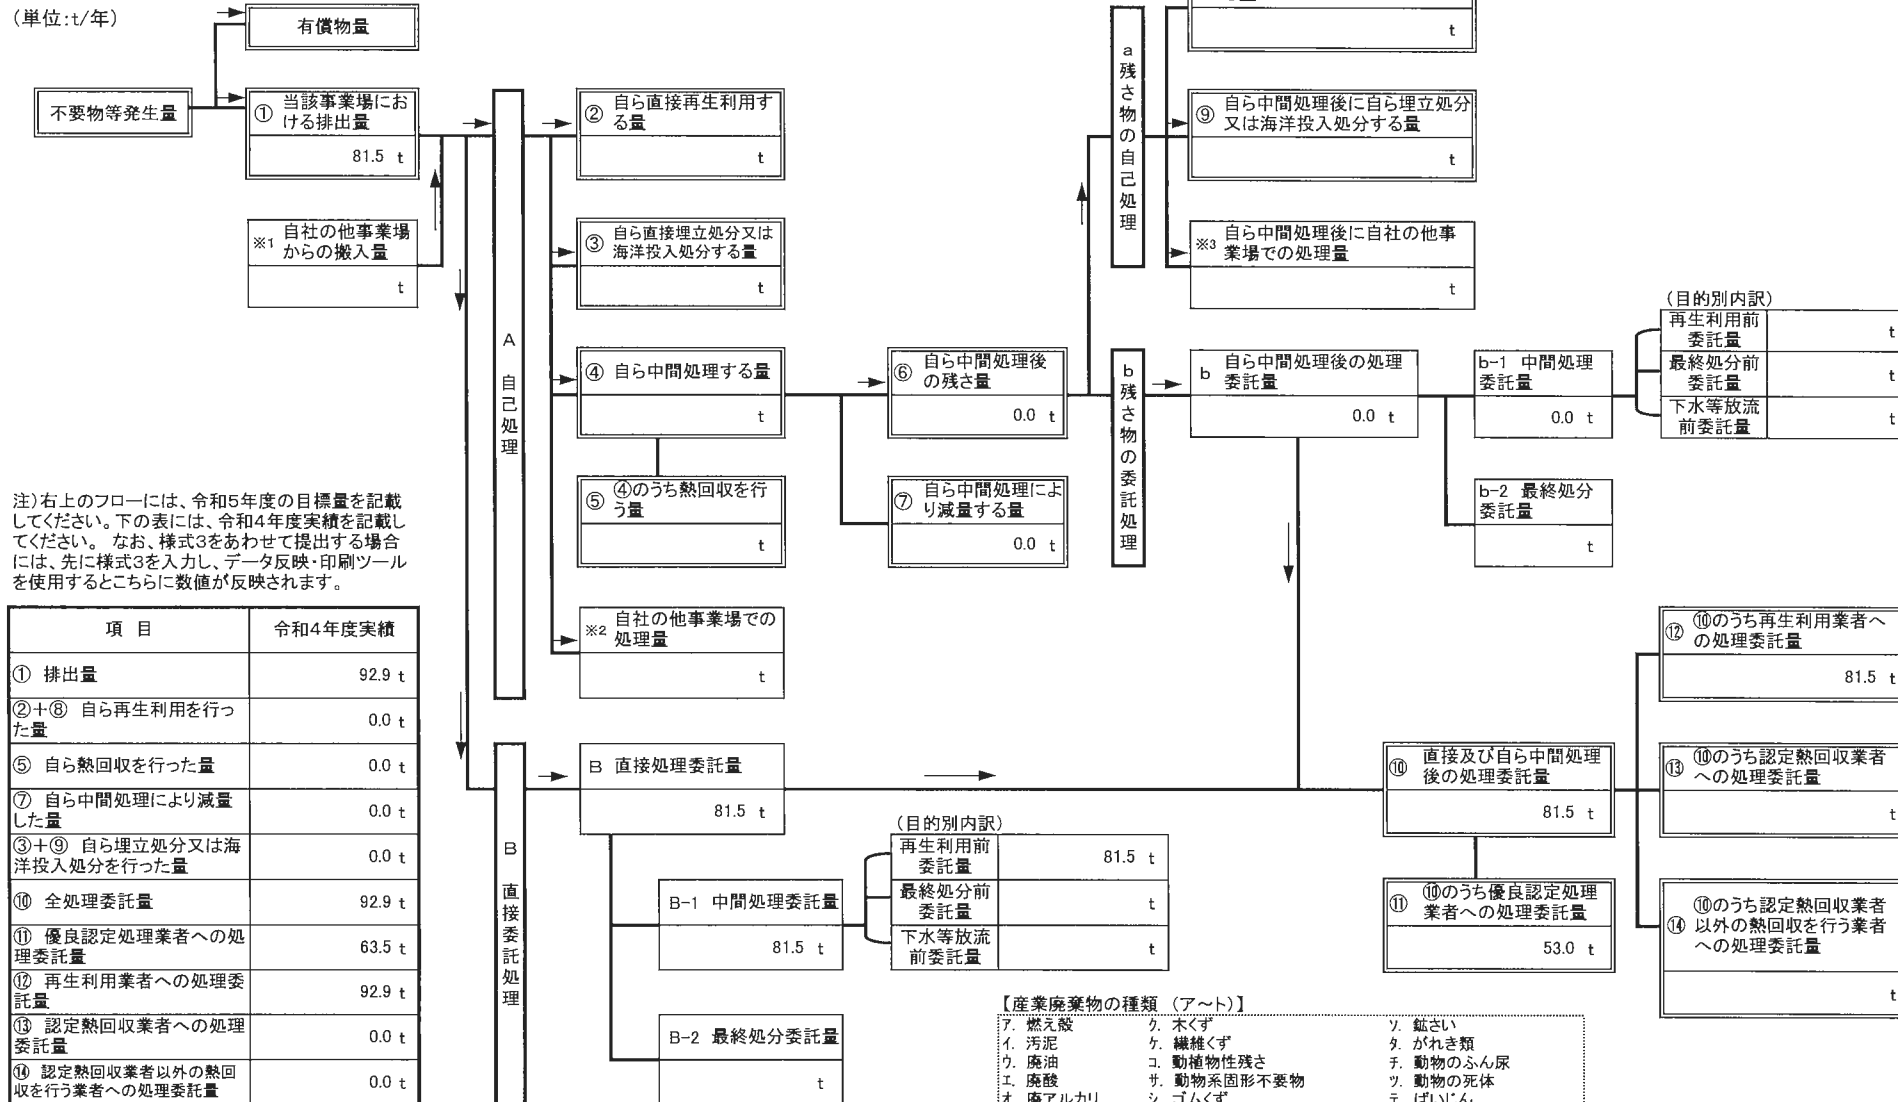 (単位:t/年)
有償物量
不要物等発生量
① 当該事業場にお
ける排出量
81.5 t
※1 自社の他事業場
からの搬入量
t
A 自己処理
② 自ら直接再生利用す
る量
t
③ 自ら直接埋立処分又は
海洋投入処分する量
t
④ 自ら中間処理する量
t
⑤ ④のうち熱回収を行
う量
t
※2 自社の他事業場での
処理量
t
⑥ 自ら中間処理後
の残さ量
0.0 t
⑦ 自ら中間処理によ
り減量する量
0.0 t
a 残さ物の自己処理
t
⑨ 自ら中間処理後に自ら埋立処分
又は海洋投入処分する量
t
※3 自ら中間処理後に自社の他事
業場での処理量
t
b 残さ物の委託処理
b 自ら中間処理後の処理
委託量
0.0 t
b-1 中間処理
委託量
0.0 t
b-2 最終処分
委託量
t
(目的別内訳)
再生利用前
委託量
t
最終処分前
委託量
t
下水等放流
前委託量
t
注)右上のフローには、令和5年度の目標量を記載
してください。下の表には、令和4年度実績を記載し
てください。 なお、様式3をあわせて提出する場合
には、先に様式3を入力し、データ反映・印刷ツール
を使用するとこちらに数値が反映されます。
項 目 令和4年度実績
① 排出量 92.9 t
②+⑧ 自ら再生利用を行っ
た量 0.0 t
⑤ 自ら熱回収を行った量 0.0 t
⑦ 自ら中間処理により減量
した量 0.0 t
③+⑨ 自ら埋立処分又は海
洋投入処分を行った量 0.0 t
⑩ 全処理委託量 92.9 t
⑪ 優良認定処理業者への処
理委託量 63.5 t
⑫ 再生利用業者への処理委
託量 92.9 t
⑬ 認定熱回収業者への処理
委託量 0.0 t
⑭ 認定熱回収業者以外の熱回
収を行う業者への処理委託量 0.0 t
B 直接委託処理
B 直接処理委託量
81.5 t
B-1 中間処理委託量
81.5 t
B-2 最終処分委託量
t
(目的別内訳)
再生利用前
委託量
81.5 t
最終処分前
委託量
t
下水等放流
前委託量
t
⑩ 直接及び自ら中間処理
後の処理委託量
81.5 t
⑪ ⑩のうち優良認定処理
業者への処理委託量
53.0 t
⑫ ⑩のうち再生利用業者へ
の処理委託量
81.5 t
⑬ ⑩のうち認定熱回収業者
への処理委託量
t
⑭ ⑩のうち認定熱回収業者
以外の熱回収を行う業者
への処理委託量
t
【産業廃棄物の種類 (ア～ト)】
ア. 燃え殻 ク. 木くず ソ. 鉱さい
イ. 汚泥 ケ. 繊維くず タ. がれき類
ウ. 廃油 コ. 動植物性残さ チ. 動物のふん尿
エ. 廃酸 サ. 動物系固形不要物 ツ. 動物の死体
オ. 廃アルカリ シ. ゴムくず テ. ばいじん